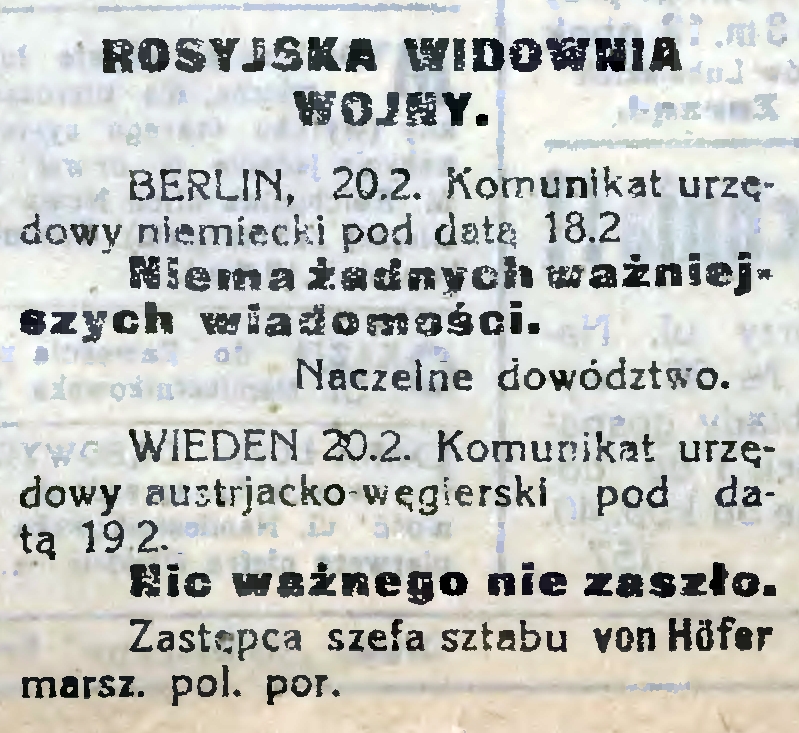 ROSYJSKA WIDOWNIA
WOJNY.
BERLIN, 20.2. Komunikat urzę-
dowy niemiecki pod datą 18.2
Niema żadnych ważniej-
szych wiadomości.
Naczelne dowództwo.
WIEDEN 20.2. Komunikat urzę-
dowy austrjacko-węgierski pod da-
tą 19 2.
Nic ważnego nie zaszło.
Zastępca szefa sztabu von Höfer
marsz. pol. por.